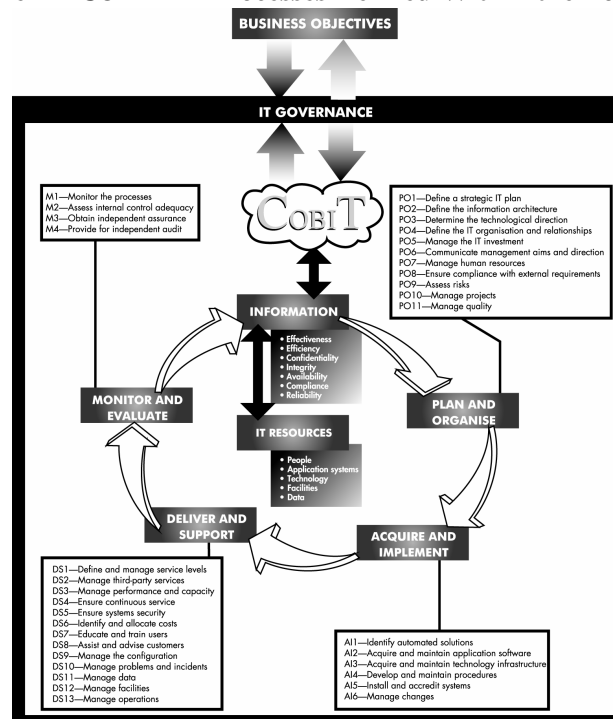 BUSINESS OBJECTIVES
IT GOVERNANCE
COBIT
M1—Monitor the processes
M2—Assess internal control adequacy
M3—Obtain independent assurance
M4—Provide for independent audit
PO1—Define a strategic IT plan
PO2—Define the information architecture
PO3—Determine the technological direction
PO4—Define the IT organisation and relationships
PO5—Manage the IT investment
PO6—Communicate management aims and direction
PO7—Manage human resources
PO8—Ensure compliance with external requirements
PO9—Assess risks
PO10—Manage projects
PO11—Manage quality
INFORMATION
• Effectiveness
• Efficiency
• Confidentiality
• Integrity
• Availability
• Compliance
• Reliability
MONITOR AND
EVALUATE
PLAN AND
ORGANISE
IT RESOURCES
• People
• Application systems
• Technology
• Facilities
• Data
DELIVER AND
SUPPORT
ACQUIRE AND
IMPLEMENT
DS1—Define and manage service levels
DS2—Manage third-party services
DS3—Manage performance and capacity
DS4—Ensure continuous service
DS5—Ensure systems security
DS6—Identify and allocate costs
DS7—Educate and train users
DS8—Assist and advise customers
DS9—Manage the configuration
DS10—Manage problems and incidents
DS11—Manage data
DS12—Manage facilities
DS13—Manage operations
AI1—Identify automated solutions
AI2—Acquire and maintain application software
AI3—Acquire and maintain technology infrastructure
AI4—Develop and maintain procedures
AI5—Install and accredit systems
AI6—Manage changes